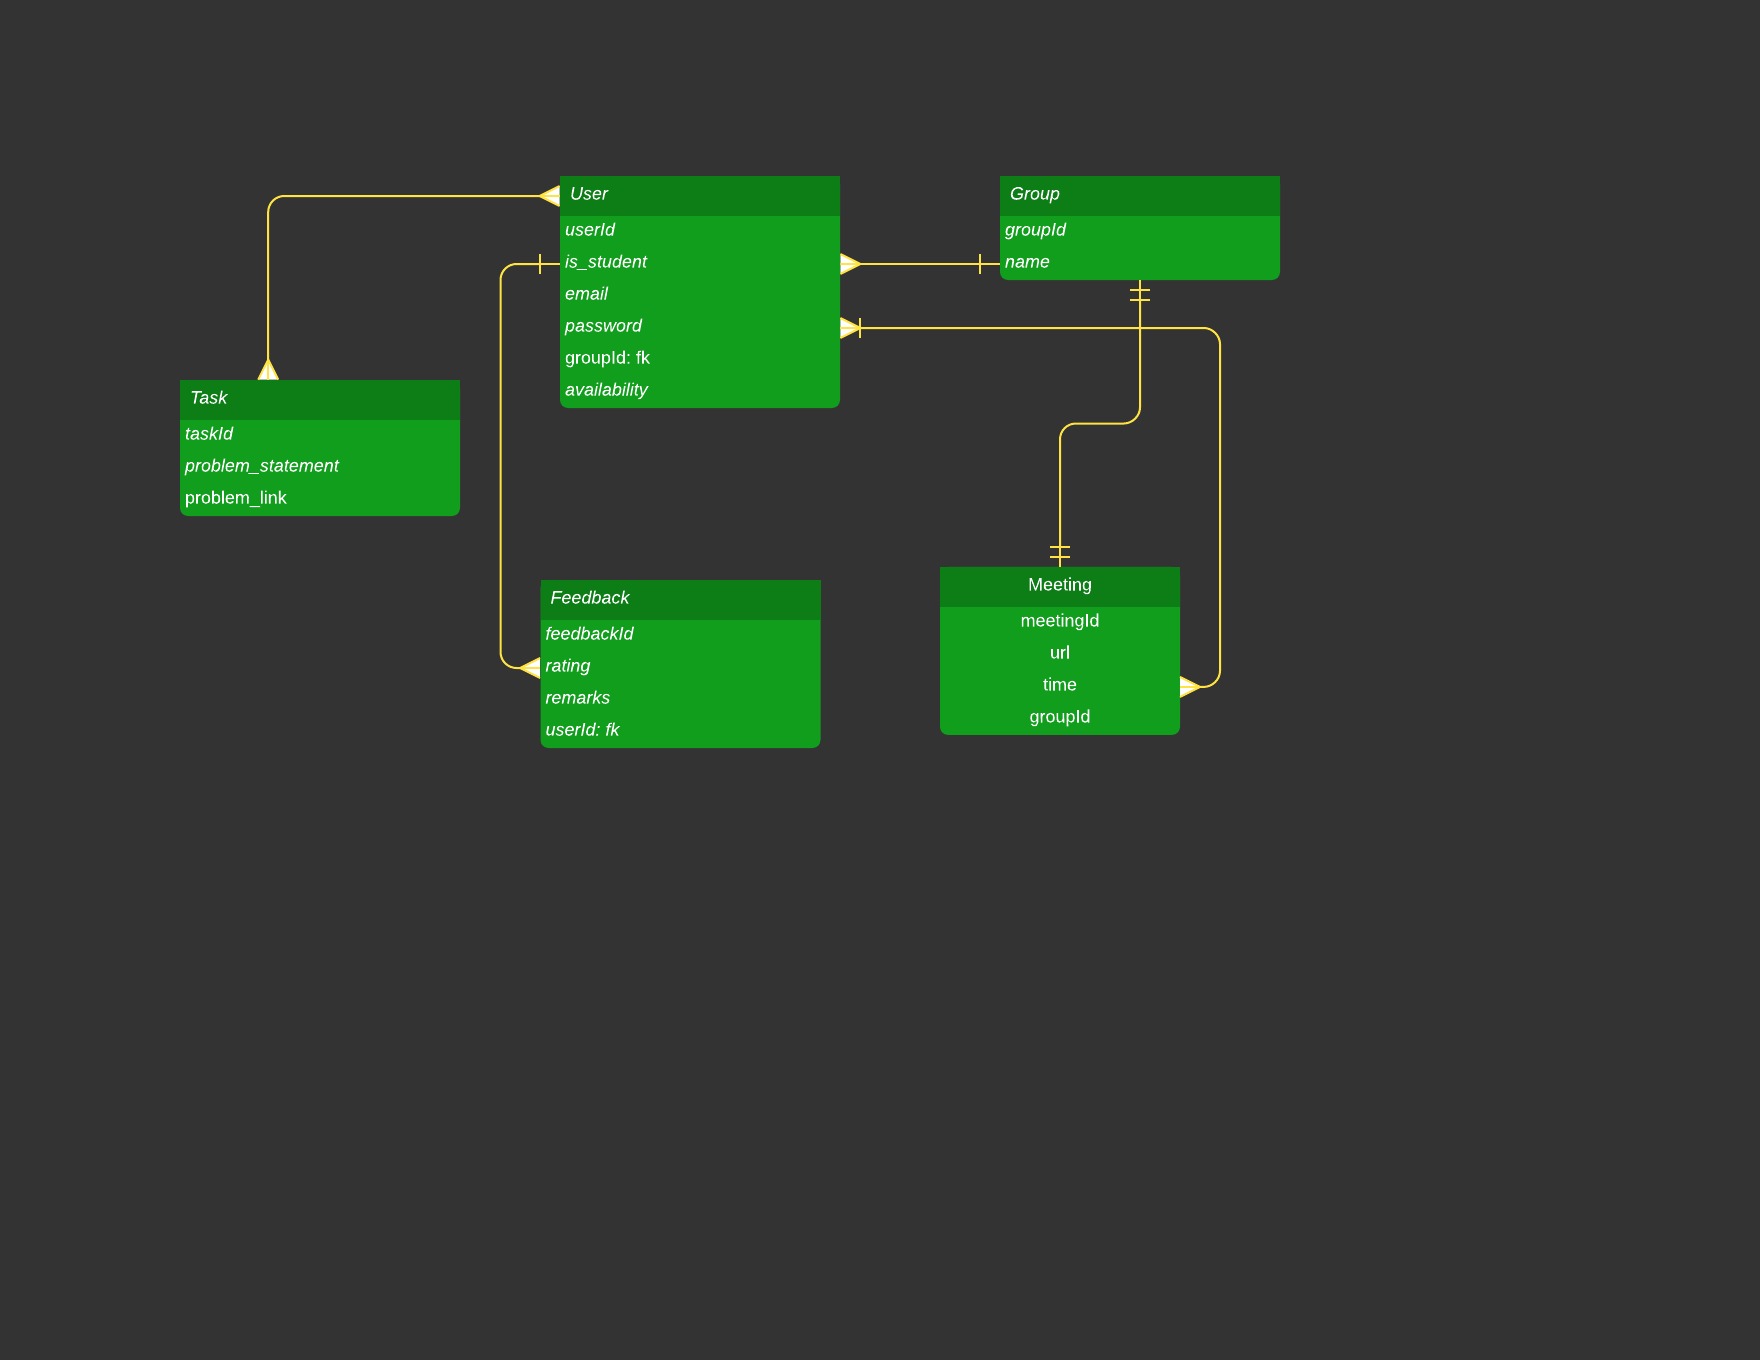 User
userId
is_student
email
password
groupId: fk
availability
Group
groupId
name
Task
taskId
problem_statement
problem_link
Feedback
feedbackId
rating
remarks
userId: fk
Meeting
meetingId
url
time
groupId